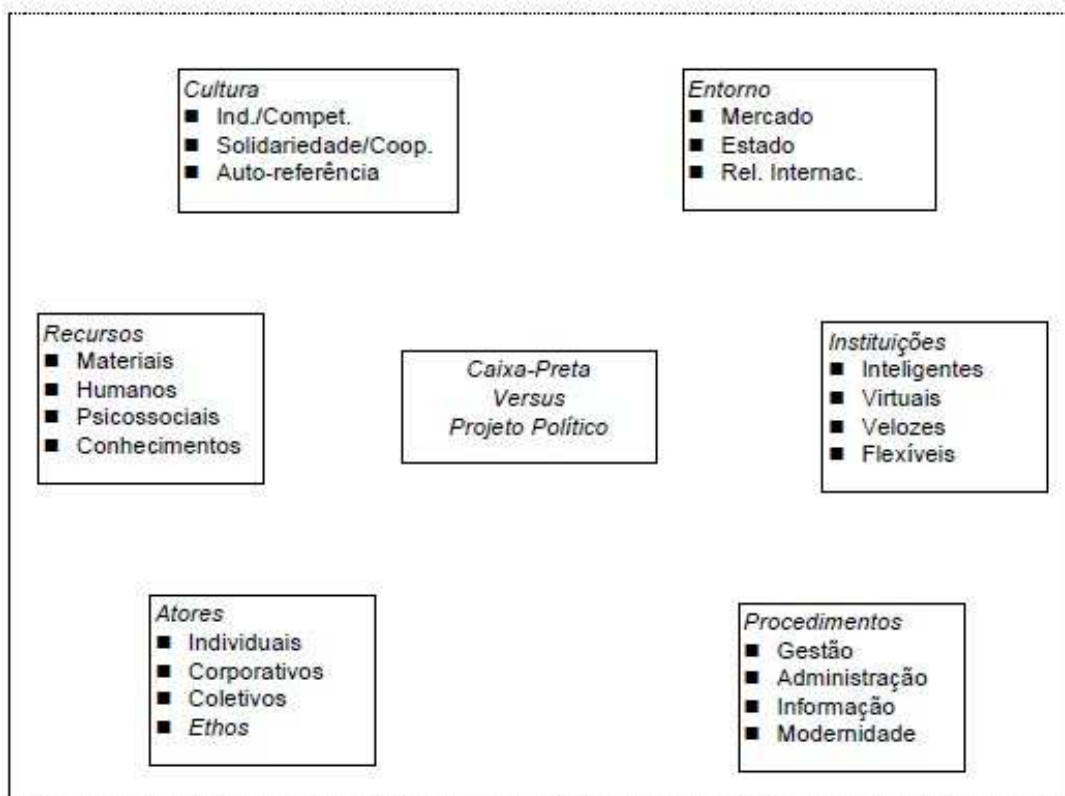 Cultura
■ Ind./Compet.
■ Solidariedade/Coop.
■ Auto-referência
Entorno
■ Mercado
■ Estado
■ Rel. Internac.
Recursos
■ Materiais
■ Humanos
■ Psicossociais
■ Conhecimentos
Caixa-Preta
Versus
Projeto Político
Instituições
■ Inteligentes
■ Virtuais
■ Velozes
■ Flexíveis
Atores
■ Individuais
■ Corporativos
■ Coletivos
■ Ethos
Procedimentos
■ Gestão
■ Administração
■ Informação
■ Modernidade